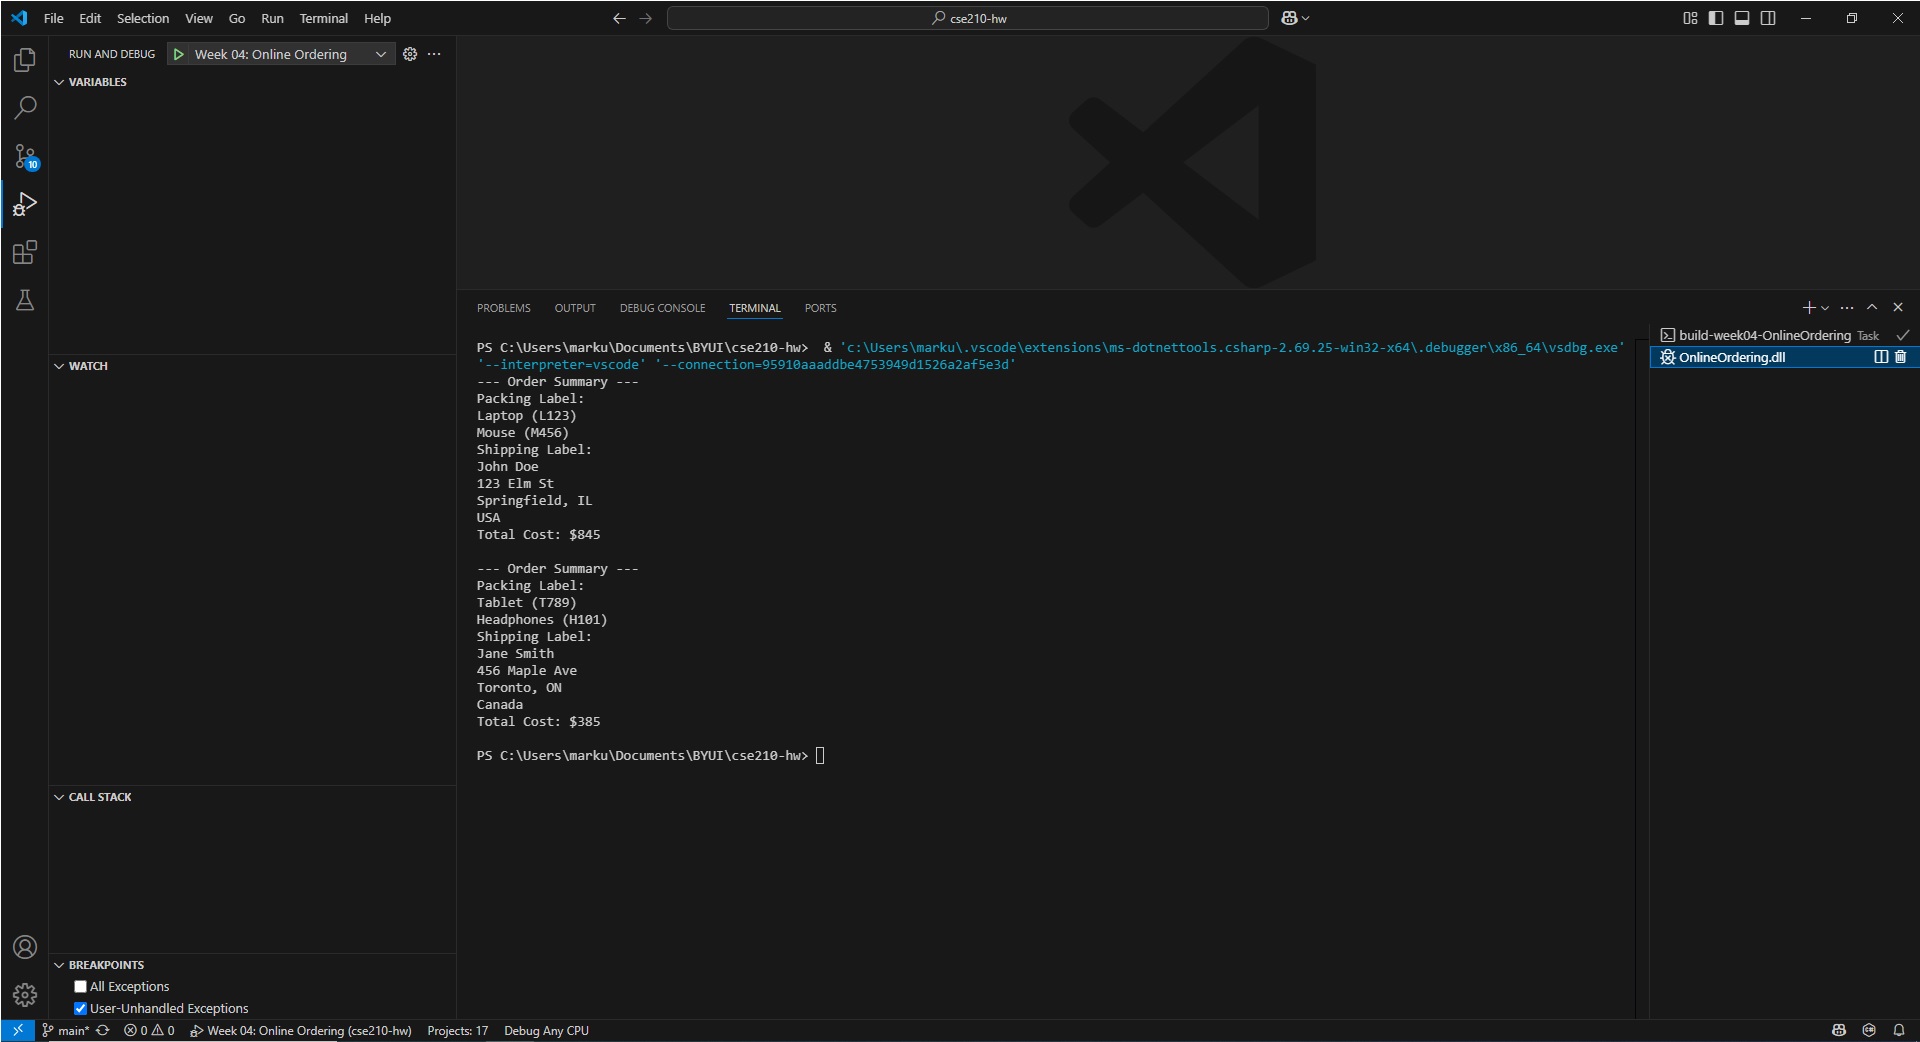 File Edit Selection View Go Run Terminal Help
cse210-hw
RUN AND DEBUG
Week 04: Online Ordering
VARIABLES
10
WATCH
CALL STACK
BREAKPOINTS
All Exceptions
User-Unhandled Exceptions
PROBLEMS OUTPUT DEBUG CONSOLE TERMINAL PORTS
PS C:\Users\marku\Documents\BYUI\cse210-hw>  & 'c:\Users\marku\.vscode\extensions\ms-dotnettools.csharp-2.69.25-win32-x64\.debugger\x86_64\vsdbg.exe'
'--interpreter=vscode' '--connection=95910aaaddbe4753949d1526a2af5e3d'
--- Order Summary ---
Packing Label:
Laptop (L123)
Mouse (M456)
Shipping Label:
John Doe
123 Elm St
Springfield, IL
USA
Total Cost: $845
--- Order Summary ---
Packing Label:
Tablet (T789)
Headphones (H101)
Shipping Label:
Jane Smith
456 Maple Ave
Toronto, ON
Canada
Total Cost: $385
PS C:\Users\marku\Documents\BYUI\cse210-hw>
build-week04-OnlineOrdering Task
OnlineOrdering.dll
main* 0 0 Week 04: Online Ordering (cse210-hw) Projects: 17 Debug Any CPU